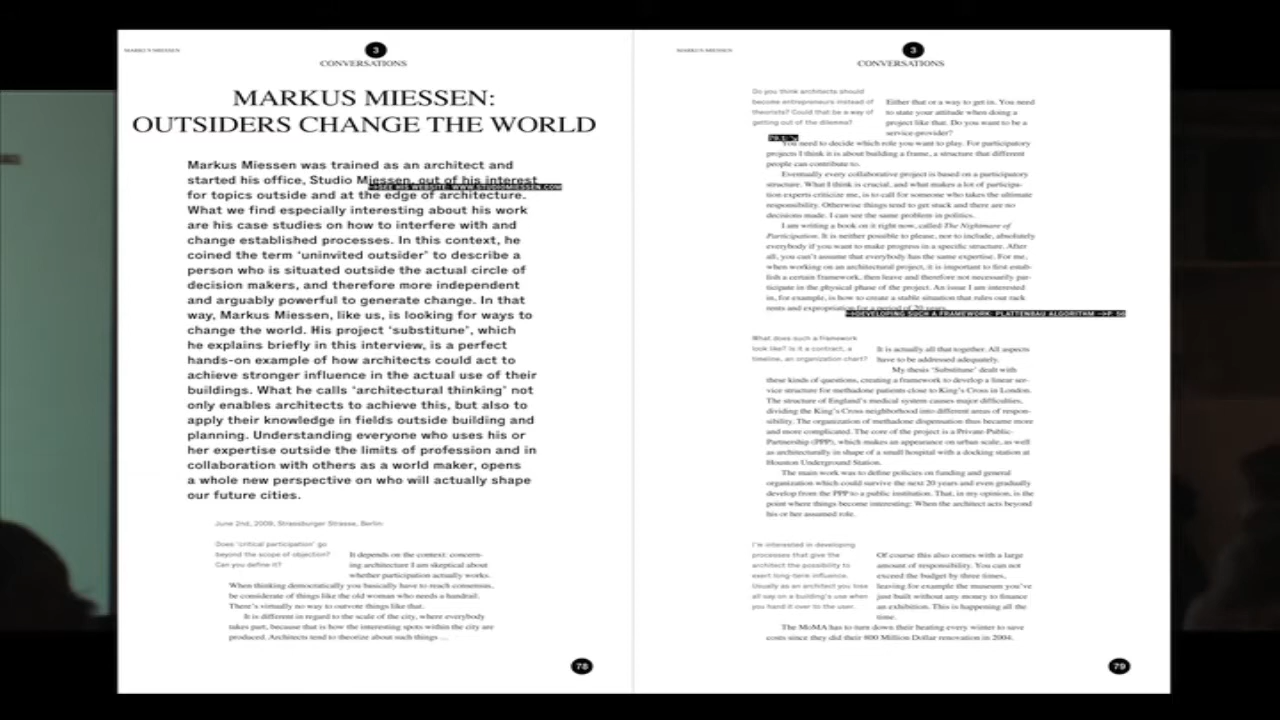 MARKUS MIESSEN
3
CONVERSATIONS
MARKUS MIESSEN:
OUTSIDERS CHANGE THE WORLD
Markus Miessen was trained as an architect and
started his office, Studio Miessen, out of his interest
→SEE HIS WEBSITE: WWW.STUDIOMIESSEN.COM
for topics outside and at the edge of architecture.
What we find especially interesting about his work
are his case studies on how to interfere with and
change established processes. In this context, he
coined the term ‘uninvited outsider’ to describe a
person who is situated outside the actual circle of
decision makers, and therefore more independent
and arguably powerful to generate change. In that
way, Markus Miessen, like us, is looking for ways to
change the world. His project ‘substitune’, which
he explains briefly in this interview, is a perfect
hands-on example of how architects could act to
achieve stronger influence in the actual use of their
buildings. What he calls ‘architectural thinking’ not
only enables architects to achieve this, but also to
apply their knowledge in fields outside building and
planning. Understanding everyone who uses his or
her expertise outside the limits of profession and in
collaboration with others as a world maker, opens
a whole new perspective on who will actually shape
our future cities.
June 2nd, 2009, Strassburger Strasse, Berlin:
Does ‘critical participation’ go
beyond the scope of objection?
Can you define it?
It depends on the context: concern-
ing architecture I am skeptical about
whether participation actually works.
When thinking democratically you basically have to reach consensus,
be considerate of things like the old woman who needs a handrail.
There’s virtually no way to outvote things like that.
It is different in regard to the scale of the city, where everybody
takes part, because that is how the interesting spots within the city are
produced. Architects tend to theorize about such things ...
78
MARKUS MIESSEN
3
CONVERSATIONS
Do you think architects should
become entrepreneurs instead of
theorists? Could that be a way of
getting out of the dilemma?
Either that or a way to get in. You need
to state your attitude when doing a
project like that. Do you want to be a
service-provider?
You need to decide which role you want to play. For participatory
projects I think it is about building a frame, a structure that different
people can contribute to.
Eventually every collaborative project is based on a participatory
structure. What I think is crucial, and what makes a lot of participa-
tion experts criticize me, is to call for someone who takes the ultimate
responsibility. Otherwise things tend to get stuck and there are no
decisions made. I can see the same problem in politics.
I am writing a book on it right now, called The Nightmare of
Participation. It is neither possible to please, nor to include, absolutely
everybody if you want to make progress in a specific structure. After
all, you can’t assume that everybody has the same expertise. For me,
when working on an architectural project, it is important to first estab-
lish a certain framework, then leave and therefore not necessarily par-
ticipate in the physical phase of the project. An issue I am interested
in, for example, is how to create a stable situation that rules out rack
rents and expropriation for a period of 20 years.
→DEVELOPING SUCH A FRAMEWORK: PLATTENBAU ALGORITHM →P. 56
What does such a framework
look like? Is it a contract, a
timeline, an organization chart?
It is actually all that together. All aspects
have to be addressed adequately.
My thesis ‘Substitute’ dealt with
these kinds of questions, creating a framework to develop a linear ser-
vice structure for methadone patients close to King’s Cross in London.
The structure of England’s medical system causes major difficulties,
dividing the King’s Cross neighborhood into different areas of respon-
sibility. The organization of methadone dispensation thus became more
and more complicated. The core of the project is a Private-Public-
Partnership (PPP), which makes an appearance on urban scale, as well
as architecturally in shape of a small hospital with a docking station at
Houston Underground Station.
The main work was to define policies on funding and general
organization which could survive the next 20 years and even gradually
develop from the PPP to a public institution. That, in my opinion, is the
point where things become interesting: When the architect acts beyond
his or her assumed role.
I’m interested in developing
processes that give the
architect the possibility to
exert long-term influence.
Usually as an architect you lose
all say on a building’s use when
you hand it over to the user.
Of course this also comes with a large
amount of responsibility. You can not
exceed the budget by three times,
leaving for example the museum you’ve
just built without any money to finance
an exhibition. This is happening all the
time.
The MoMA has to turn down their heating every winter to save
costs since they did their 800 Million Dollar renovation in 2004.
79